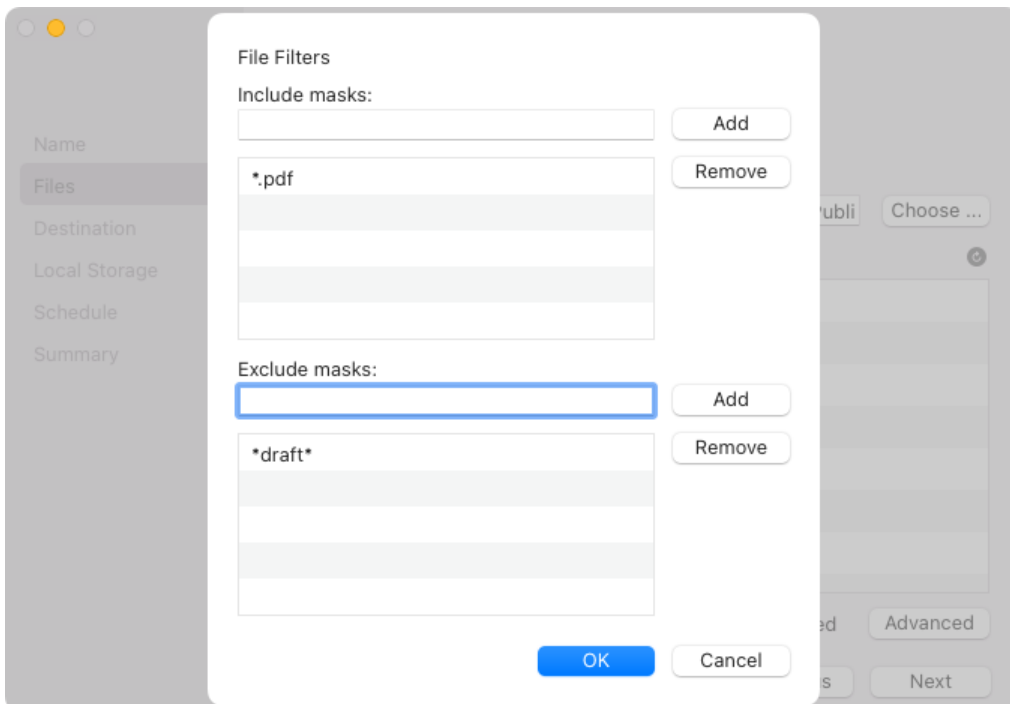 File Filters
Include masks:
Add
*.pdf
Remove
Exclude masks:
Add
*draft*
Remove
OK
Cancel
Name
Files
Destination
Local Storage
Schedule
Summary
Choose ...
Advanced
Next